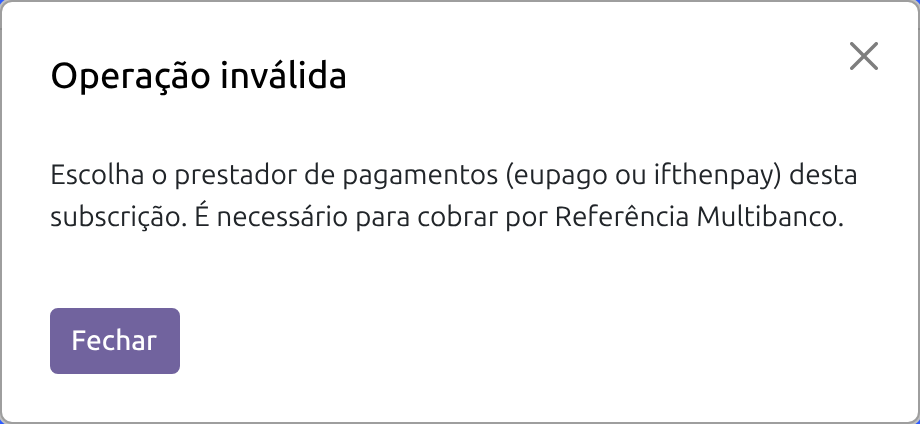 Operação inválida
Escolha o prestador de pagamentos (eupago ou ifthenpay) desta
subscrição. É necessário para cobrar por Referência Multibanco.
Fechar